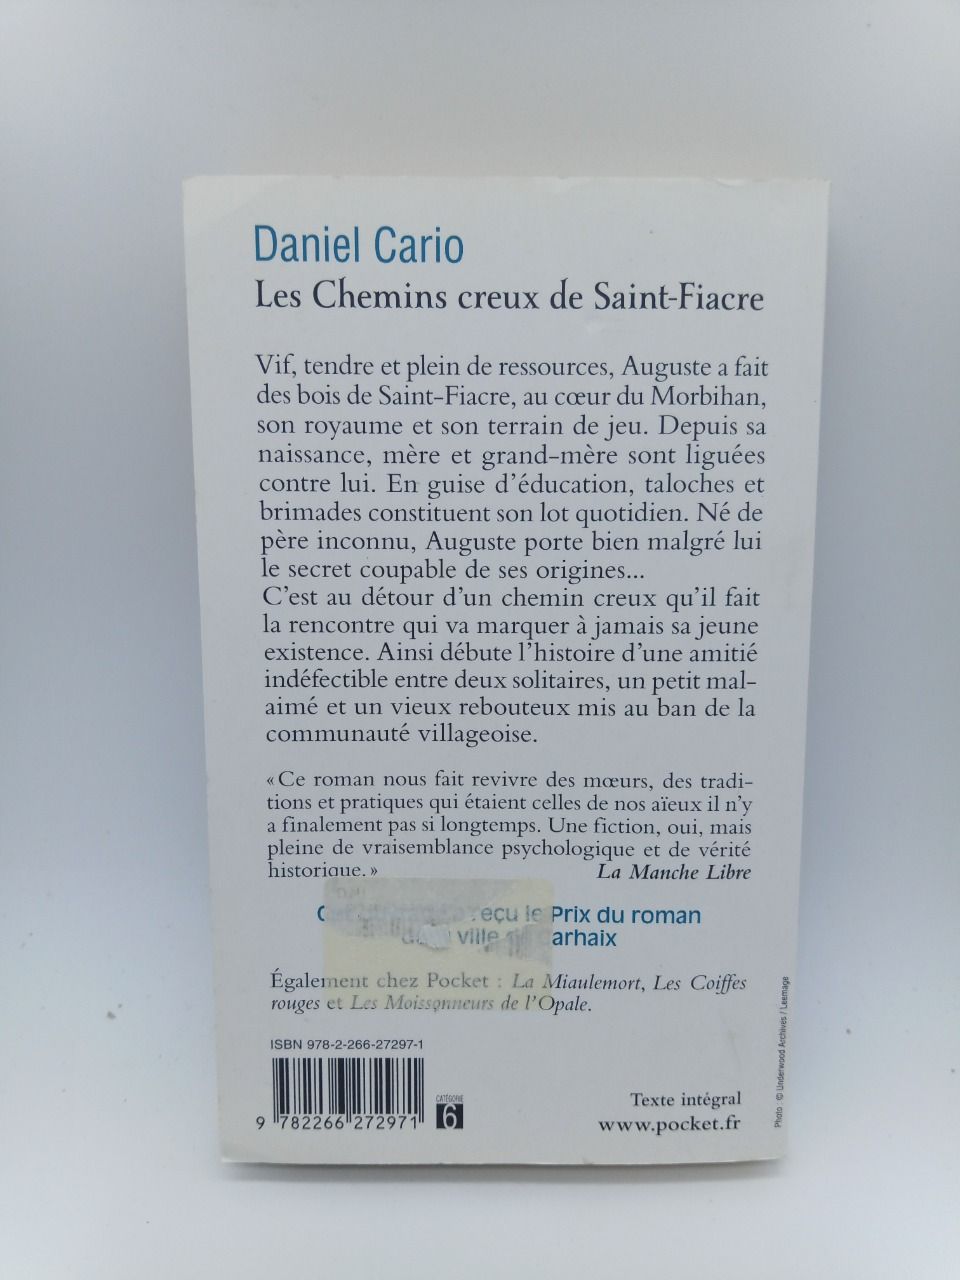 Daniel Cario
Les Chemins creux de Saint-Fiacre
Vif, tendre et plein de ressources, Auguste a fait
des bois de Saint-Fiacre, au cœur du Morbihan,
son royaume et son terrain de jeu. Depuis sa
naissance, mère et grand-mère sont liguées
contre lui. En guise d'éducation, taloches et
brimades constituent son lot quotidien. Né de
père inconnu, Auguste porte bien malgré lui
le secret coupable de ses origines...
C'est au détour d'un chemin creux qu'il fait
la rencontre qui va marquer à jamais sa jeune
existence. Ainsi débute l'histoire d'une amitié
indéfectible entre deux solitaires, un petit mal-
aimé et un vieux rebouteux mis au ban de la
communauté villageoise.
« Ce roman nous fait revivre des mœurs, des tradi-
tions et pratiques qui étaient celles de nos aïeux il n'y
a finalement pas si longtemps. Une fiction, oui, mais
pleine de vraisemblance psychologique et de vérité
historique. » La Manche Libre
le Prix du roman
ville
Également chez Pocket : La Miaulemort, Les Coiffes
rouges et Les Moissonneurs de l'Opale.
ISBN 978-2-266-27297-1
9 782266 272971
CATÉGORIE
6
Texte intégral
www.pocket.fr
Photo : © Underwood Archives / Leemage